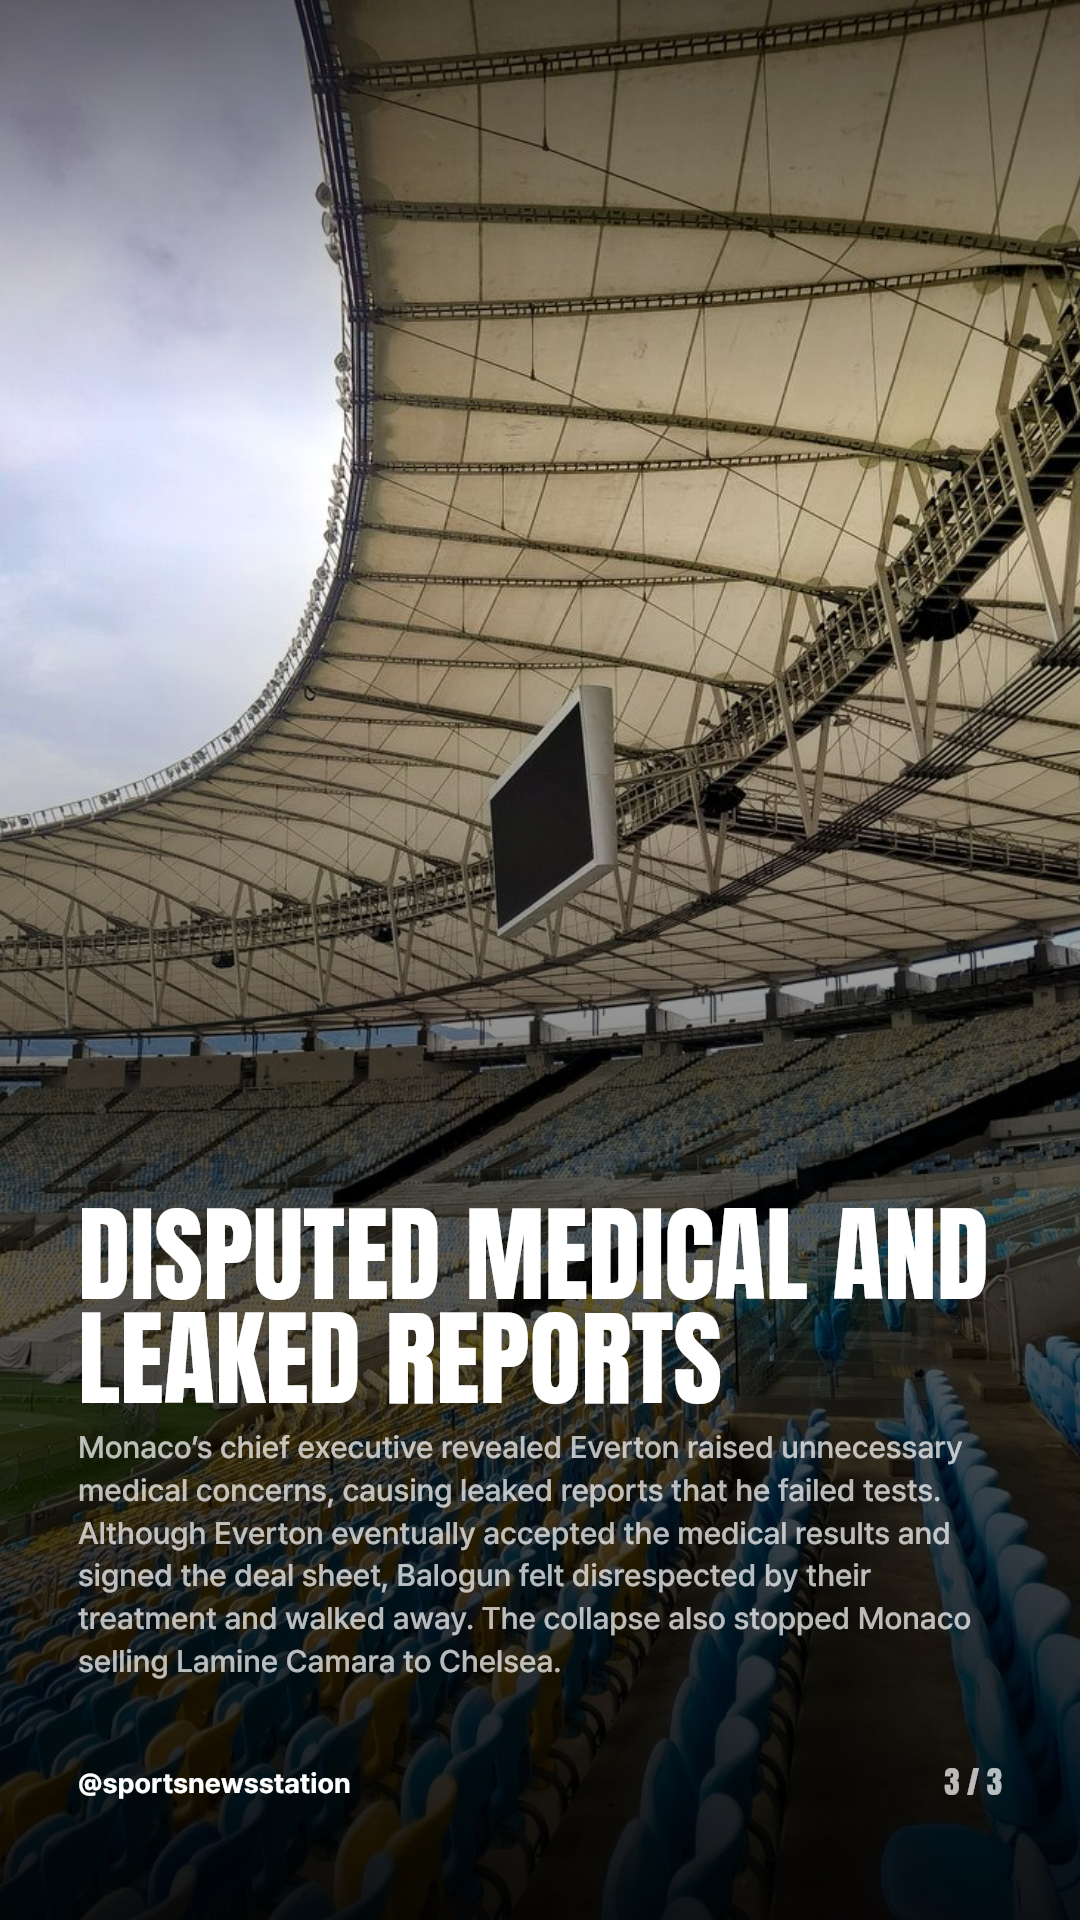 DISPUTED MEDICAL AND
LEAKED REPORTS
Monaco’s chief executive revealed Everton raised unnecessary
medical concerns, causing leaked reports that he failed tests.
Although Everton eventually accepted the medical results and
signed the deal sheet, Balogun felt disrespected by their
treatment and walked away. The collapse also stopped Monaco
selling Lamine Camara to Chelsea.
@sportsnewsstation
3 / 3